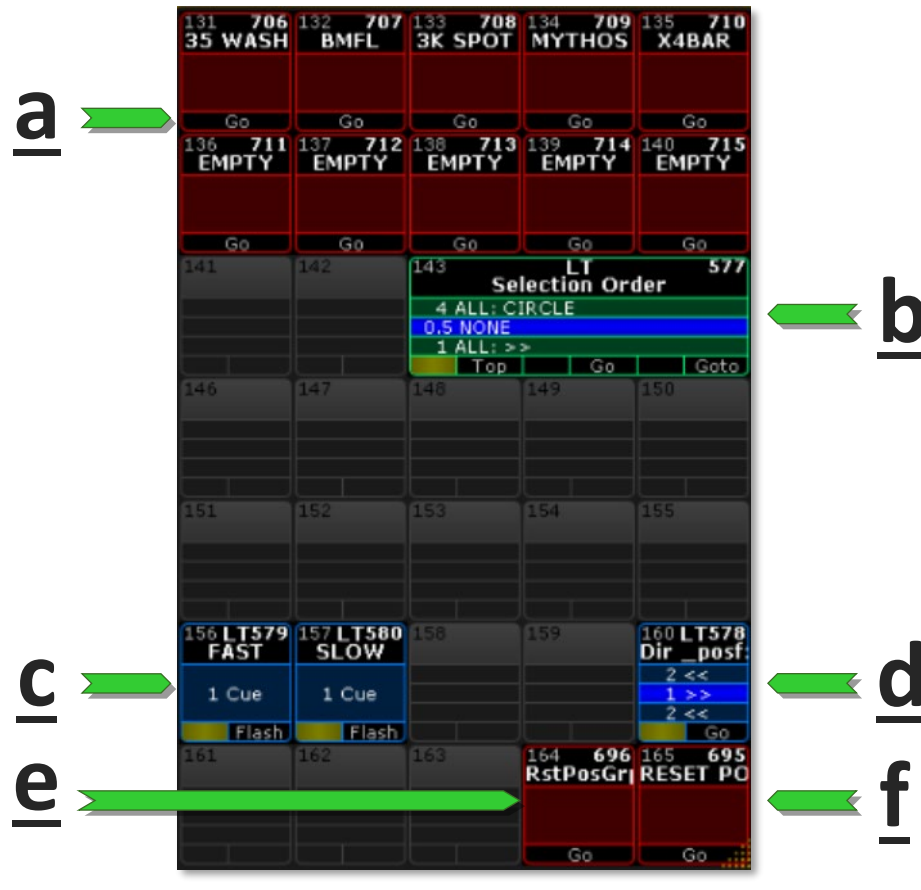 131 706 132 707 133 708 134 709 135 710
35 WASH BMFL 3K SPOT MYTHOS X4BAR
a
Go Go Go Go Go
136 711 137 712 138 713 139 714 140 715
EMPTY EMPTY EMPTY EMPTY EMPTY
Go Go Go Go Go
141 142 143 LT 577
Selection Order
4 ALL: CIRCLE
b
0.5 NONE
1 ALL: >>
Top Go Goto
146 147 148 149 150
151 152 153 154 155
156 LT579 157 LT580 158 159 160 LT578
FAST SLOW Dir _posf:
2 <<
c 1 Cue 1 Cue 1 >> d
2 <<
Flash Flash Go
161 162 163 164 696 165 695
RstPosGrp RESET PO
e f
Go Go